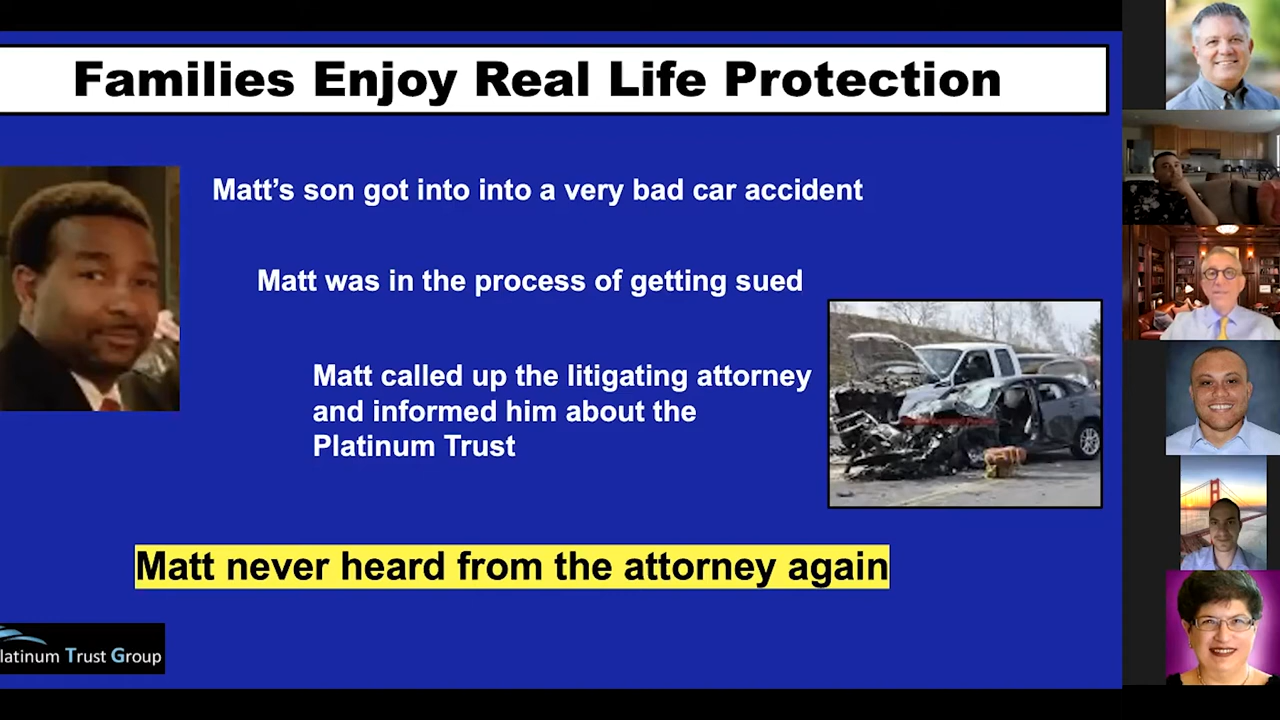 Families Enjoy Real Life Protection
Matt’s son got into into a very bad car accident
Matt was in the process of getting sued
Matt called up the litigating attorney
and informed him about the
Platinum Trust
Matt never heard from the attorney again
latinum Trust Group